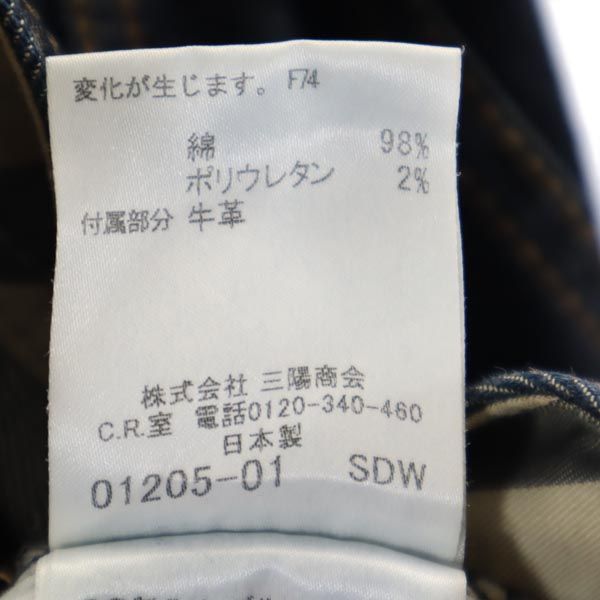 変化が生じます。 F74
綿 98%
ポリウレタン 2%
付属部分 牛革
株式会社 三陽商会
C.R.室 電話0120-340-460
日本製
01205-01 SDW